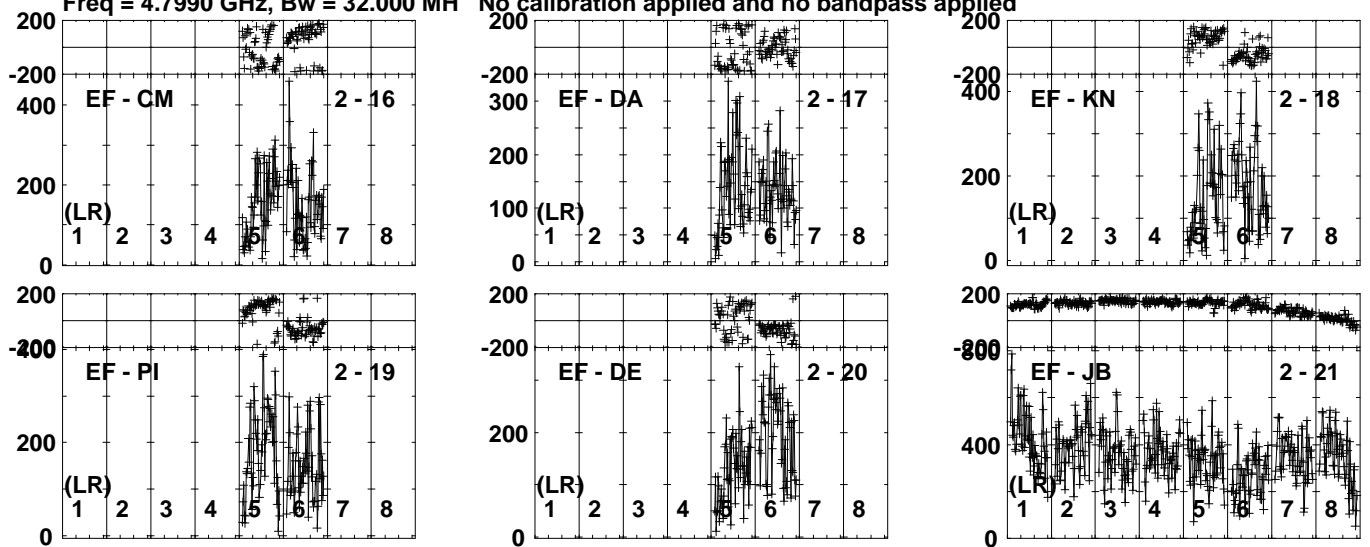 Freq = 4.7990 GHz, Bw = 32.000 MH No calibration applied and no bandpass applied
200 200 200
-200 -200 -200
400 EF - CM 2 - 16 300 EF - DA 2 - 17 400 EF - KN 2 - 18
200 200 200
100
(LR) (LR) (LR)
1 2 3 4 5 6 7 8 1 2 3 4 5 6 7 8 1 2 3 4 5 6 7 8
0 0 0
200 200 200
-200 -200 -200
400 EF - PI 2 - 19 EF - DE 2 - 20 800 EF - JB 2 - 21
200 200 400
(LR) (LR) (LR)
1 2 3 4 5 6 7 8 1 2 3 4 5 6 7 8 1 2 3 4 5 6 7 8
0 0 0